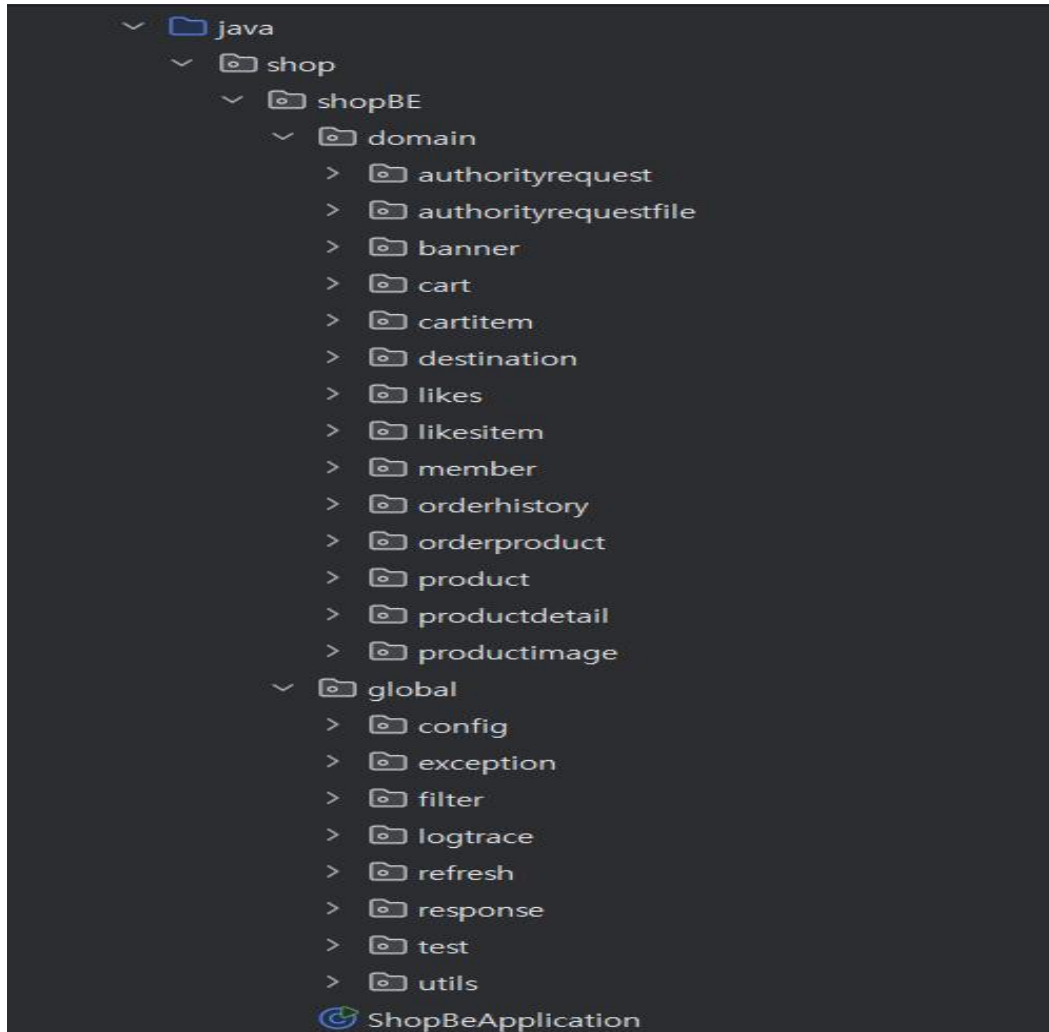 java
shop
shopBE
domain
authorityrequest
authorityrequestfile
banner
cart
cartitem
destination
likes
likesitem
member
orderhistory
orderproduct
product
productdetail
productimage
global
config
exception
filter
logtrace
refresh
response
test
utils
ShopBeApplication